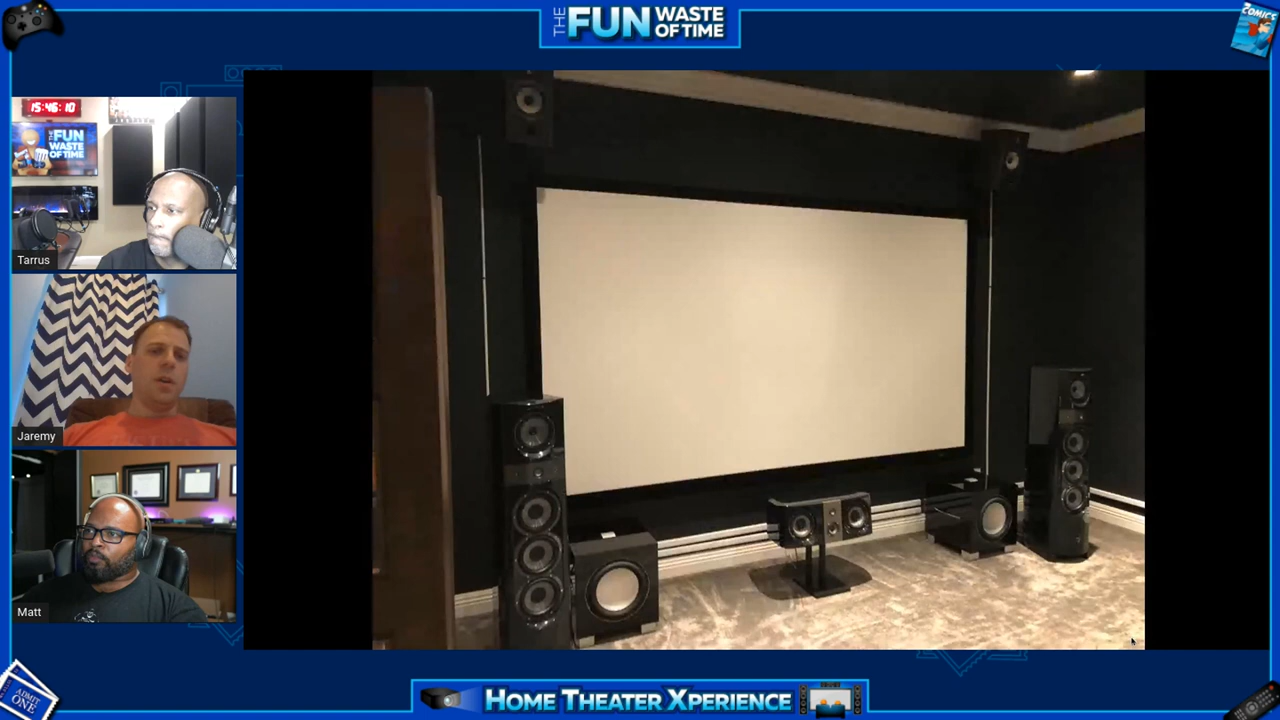 THE FUN WASTE OF TIME
ZOMICS
15:46:10
THE FUN WASTE OF TIME
Tarrus
Jaremy
Matt
ADMIT ONE
HOME THEATER XPERIENCE